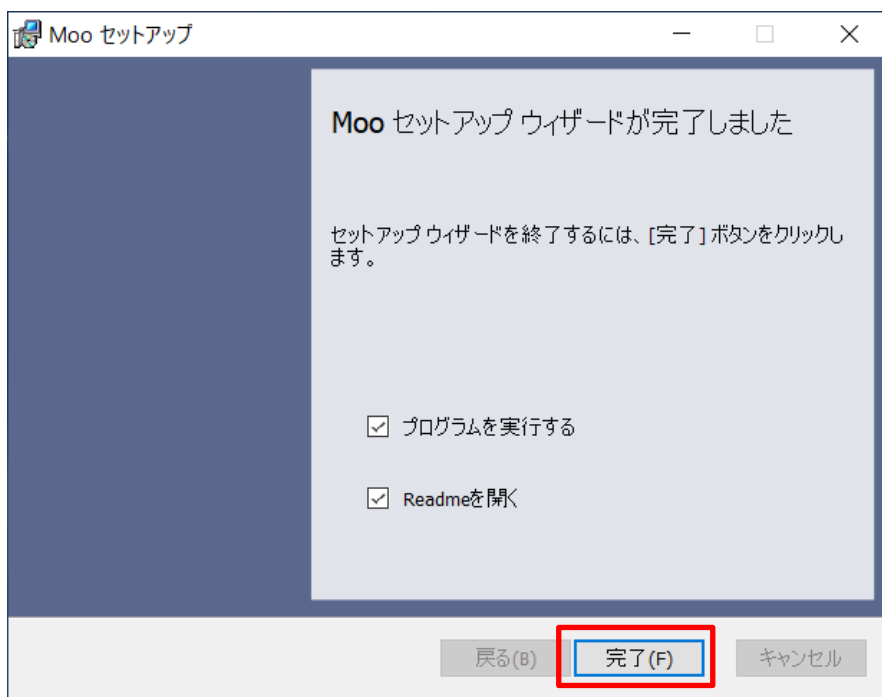 Moo セットアップ
Moo セットアップ ウィザードが完了しました
セットアップ ウィザードを終了するには、[完了] ボタンをクリックし
ます。
プログラムを実行する
Readmeを開く
戻る(B)
完了(F)
キャンセル